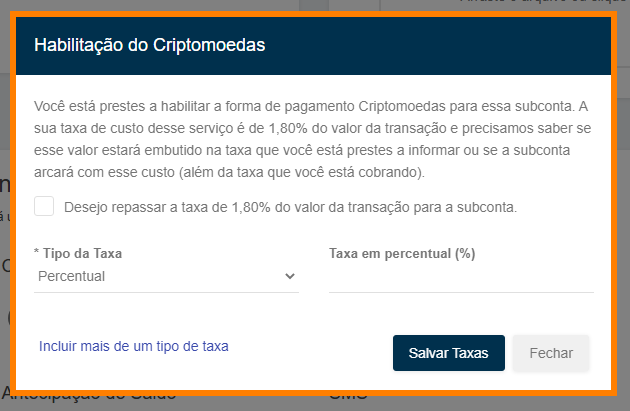 Habilitação do Criptomoedas
Você está prestes a habilitar a forma de pagamento Criptomoedas para essa subconta. A
sua taxa de custo desse serviço é de 1,80% do valor da transação e precisamos saber se
esse valor estará embutido na taxa que você está prestes a informar ou se a subconta
arcará com esse custo (além da taxa que você está cobrando).
Desejo repassar a taxa de 1,80% do valor da transação para a subconta.
* Tipo da Taxa
Taxa em percentual (%)
Percentual
Incluir mais de um tipo de taxa
Salvar Taxas
Fechar